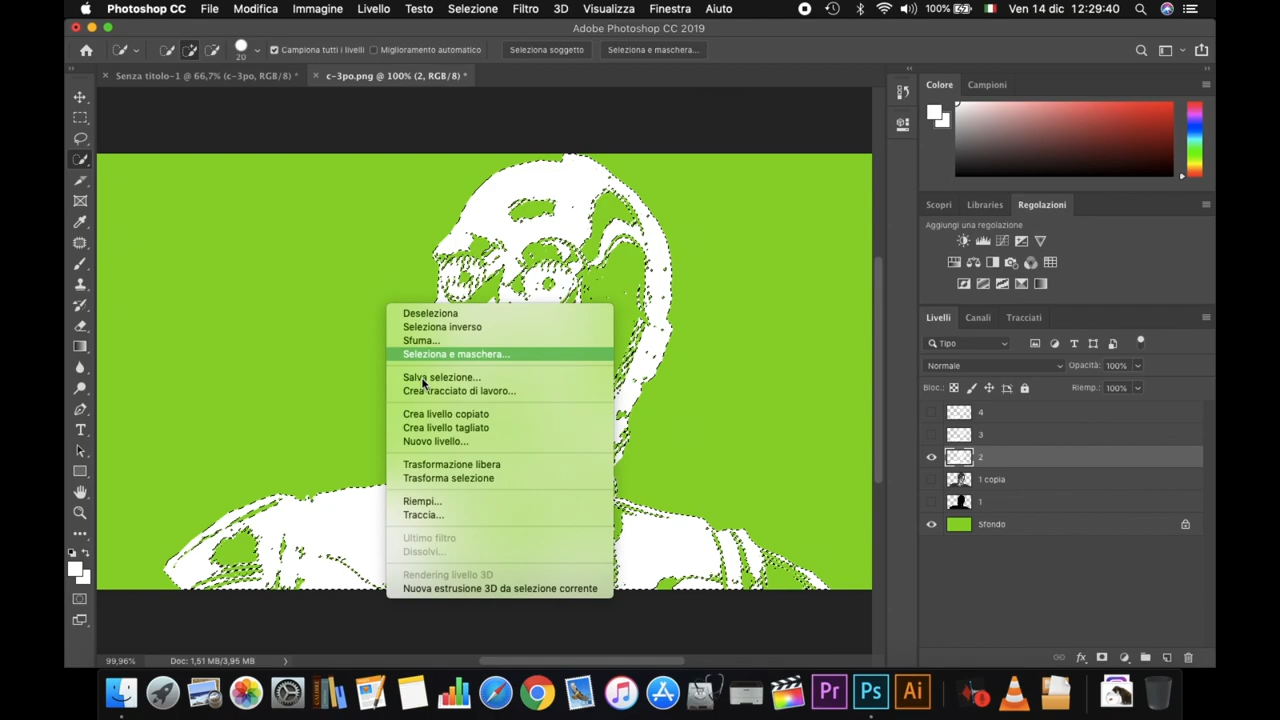 Photoshop CC File Modifica Immagine Livello Testo Selezione Filtro 3D Visualizza Finestra Aiuto 100% Ven 14 dic 12:29:40
Adobe Photoshop CC 2019
20 Campiona tutti i livelli Miglioramento automatico Seleziona soggetto Seleziona e maschera...
Senza titolo-1 @ 66,7% (c-3po, RGB/8) * c-3po.png @ 100% (2, RGB/8) *
Colore Campioni
Scopri Libraries Regolazioni
Aggiungi una regolazione
Deseleziona
Seleziona inverso
Sfuma...
Seleziona e maschera...
Salva selezione...
Crea tracciato di lavoro...
Crea livello copiato
Crea livello tagliato
Nuovo livello...
Trasformazione libera
Trasforma selezione
Riempi...
Traccia...
Ultimo filtro
Dissolvi...
Rendering livello 3D
Nuova estrusione 3D da selezione corrente
Livelli Canali Tracciati
Tipo
Normale Opacità: 100%
Bloc.: Riemp.: 100%
4
3
2
1 copia
1
Sfondo
fx
99,96% Doc: 1,51 MB/3,95 MB
Pr Ps Ai